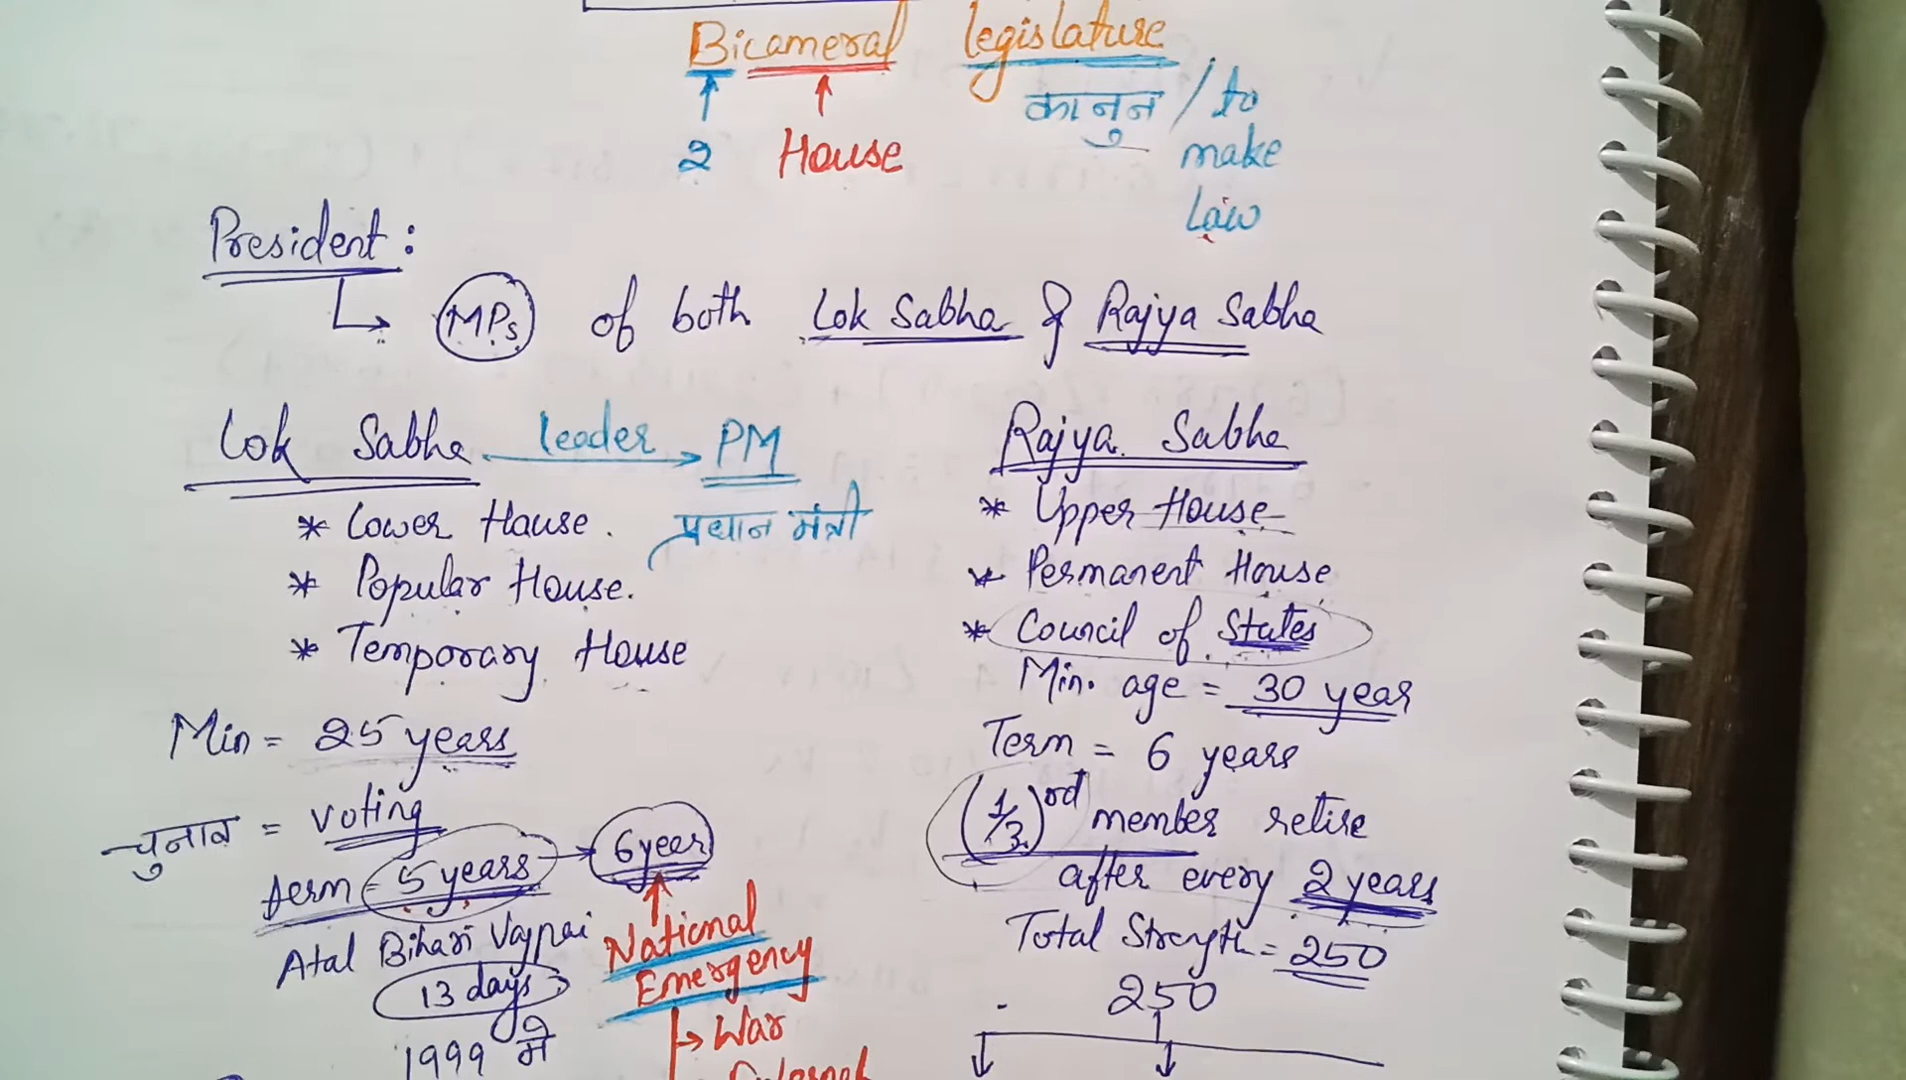 Bicameral legislature
2 House कानुन / to make law
President :
MPs of both Lok Sabha & Rajya Sabha
Lok Sabha leader PM
प्रधान मंत्री
* Lower House.
* Popular House.
* Temporary House
Min = 25 years
चुनाव = voting
term = 5 years 6 year
Atal Bihari Vajpai
13 days
1999 मे
National
Emergency
War
Rajya Sabha
* Upper House
* Permanent House
* Council of States
Min. age = 30 year
Term = 6 years
(1/3)rd member retire
after every 2 years
Total Strength = 250
250